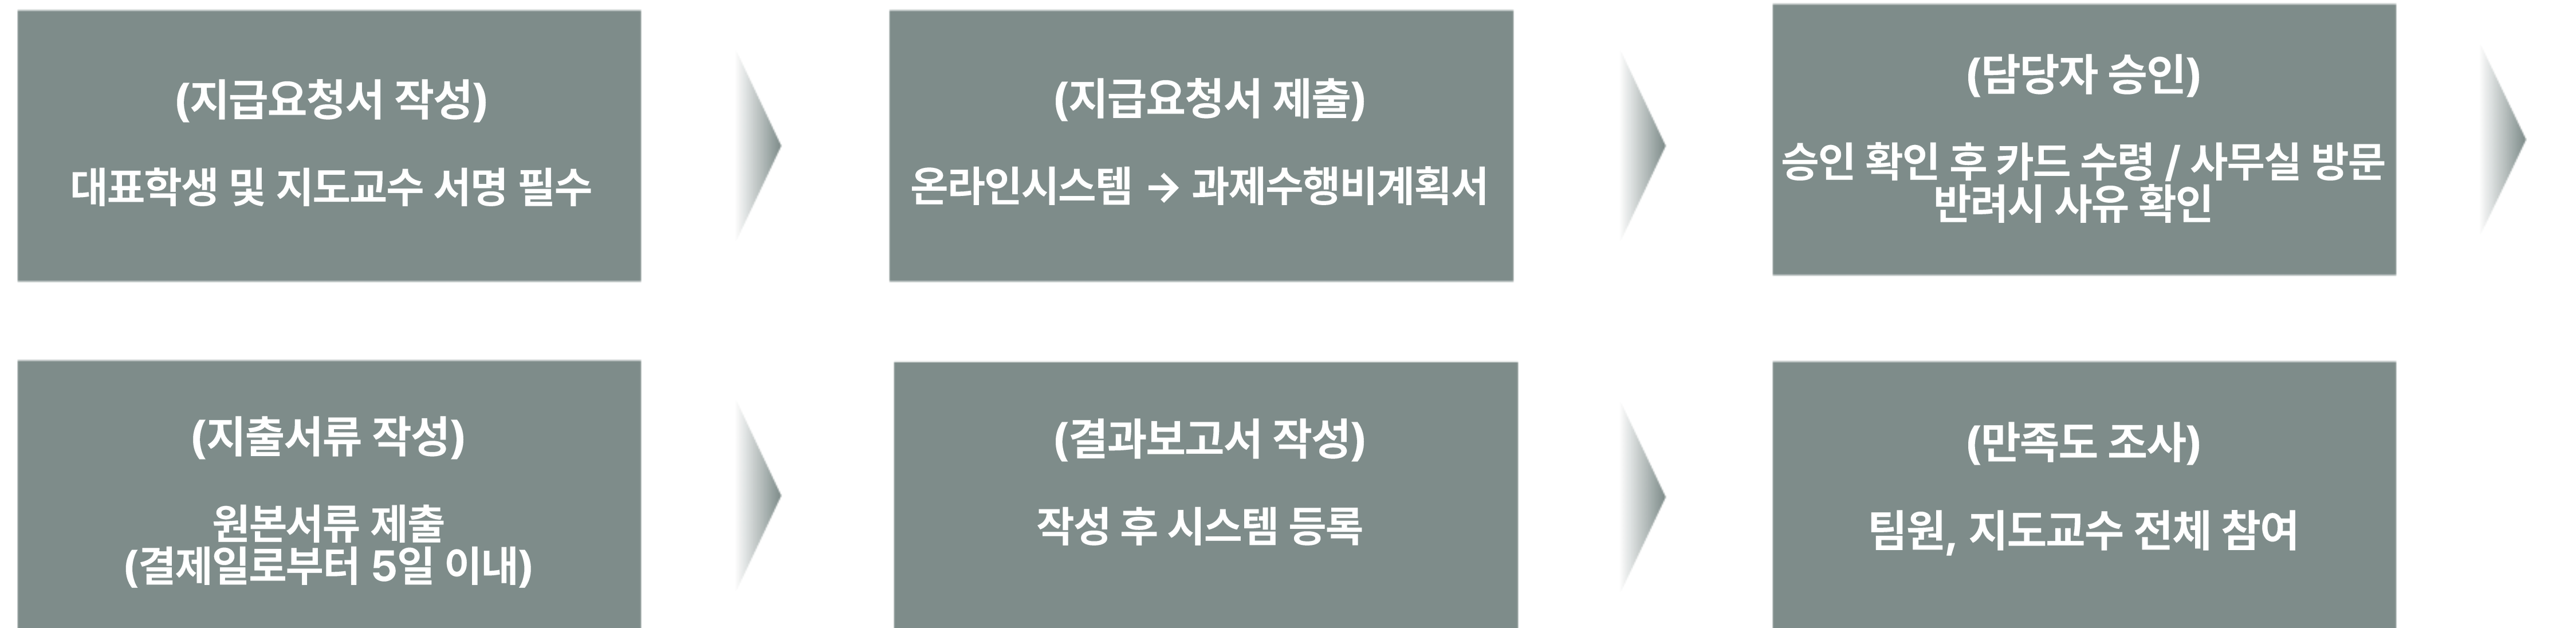 (지급요청서 작성)
대표학생 및 지도교수 서명 필수
(지급요청서 제출)
온라인시스템 → 과제수행비계획서
(담당자 승인)
승인 확인 후 카드 수령 / 사무실 방문
반려시 사유 확인
(지출서류 작성)
원본서류 제출
(결제일로부터 5일 이내)
(결과보고서 작성)
작성 후 시스템 등록
(만족도 조사)
팀원, 지도교수 전체 참여